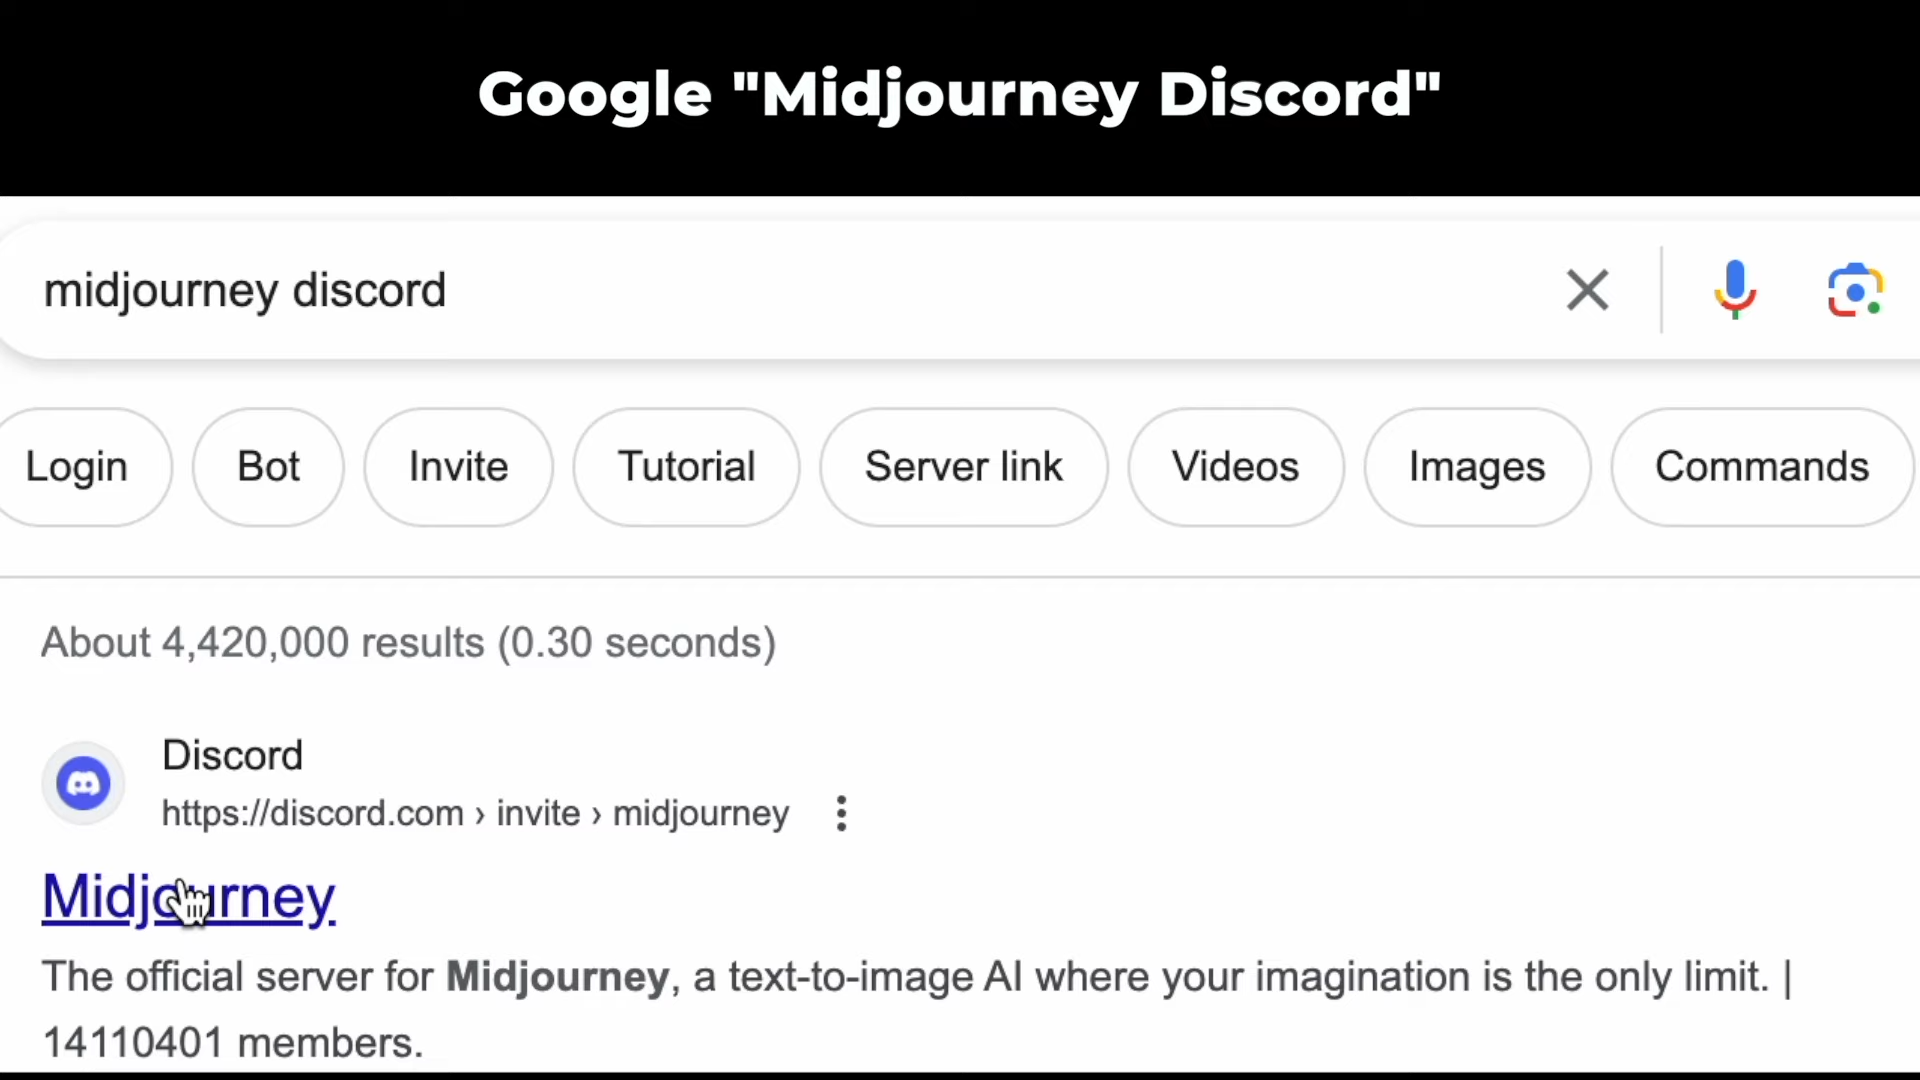 Google "Midjourney Discord"
midjourney discord
Login Bot Invite Tutorial Server link Videos Images Commands
About 4,420,000 results (0.30 seconds)
Discord
https://discord.com › invite › midjourney
Midjourney
The official server for Midjourney, a text-to-image AI where your imagination is the only limit. |
14110401 members.